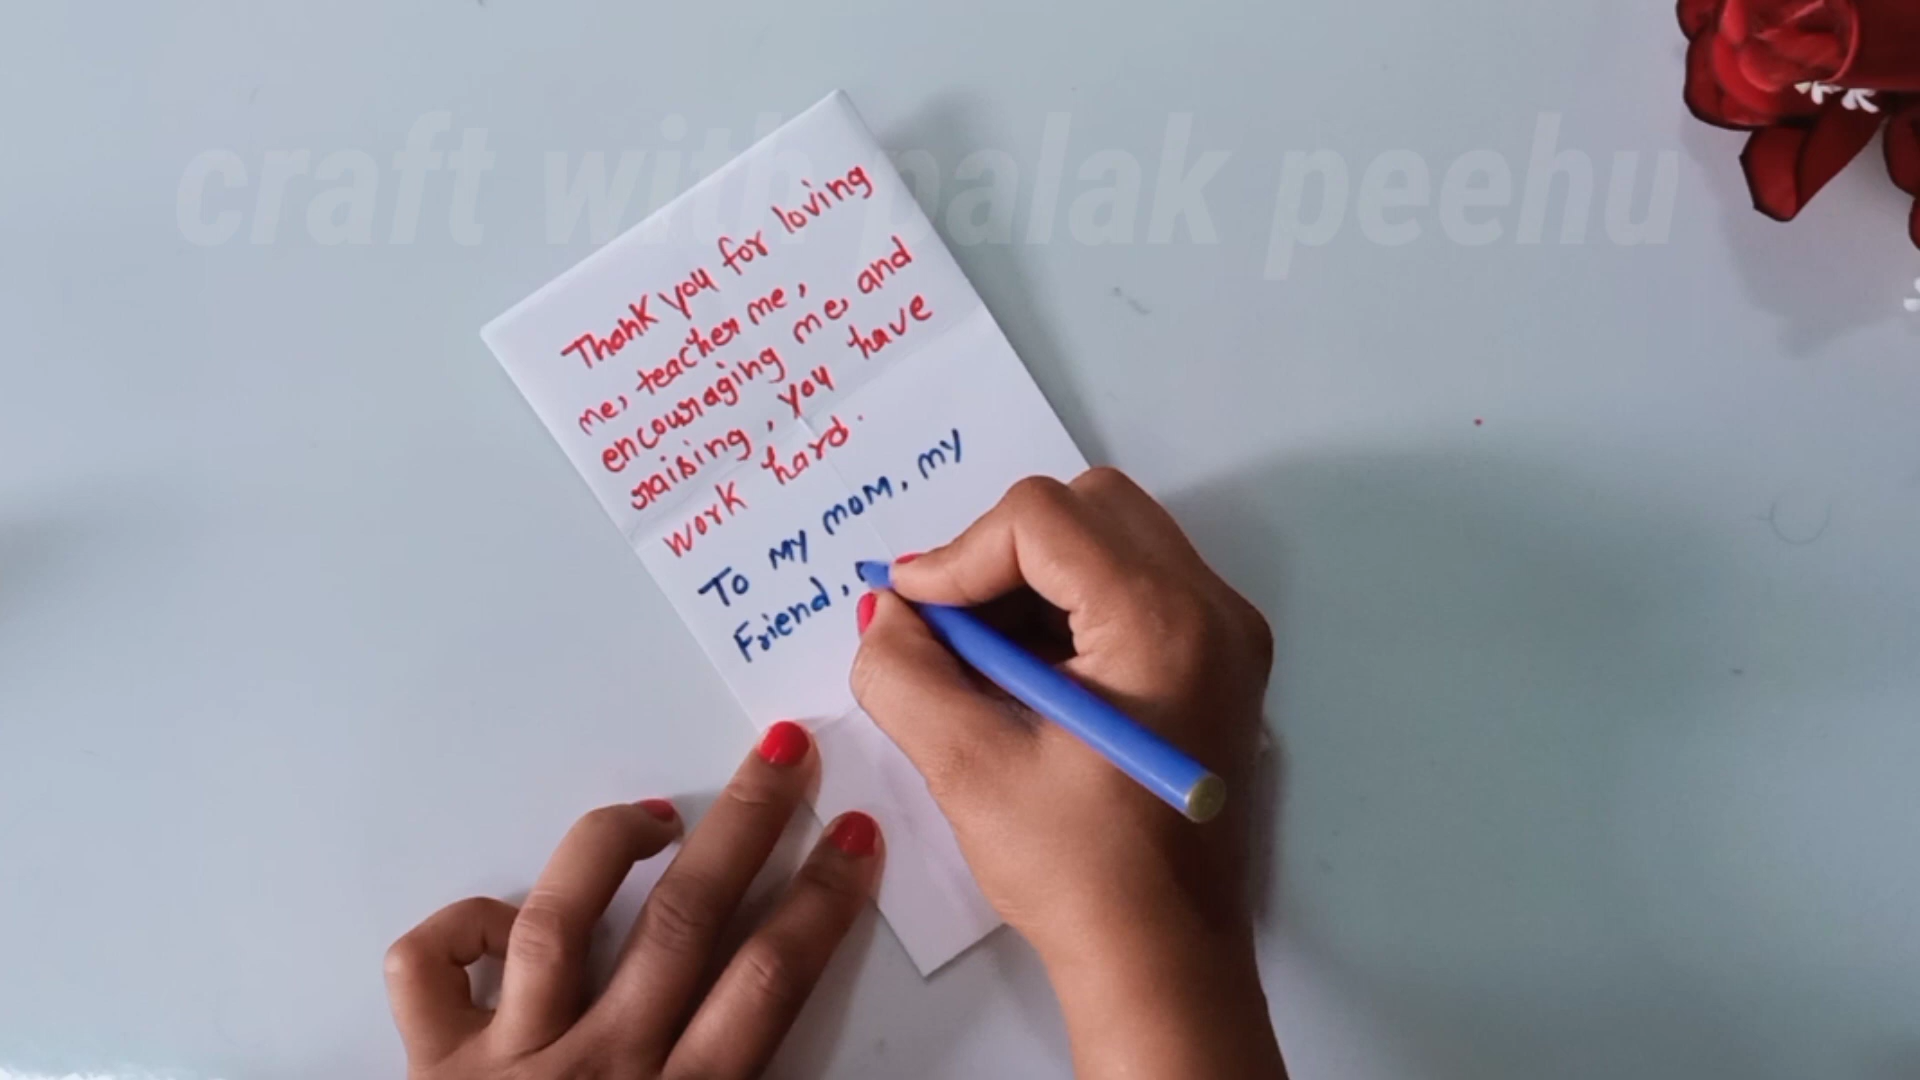 craft with palak peehu
Thank you for loving
me, teacher me,
encouraging me, and
raising, you have
work hard.
To my mom, my
Friend,